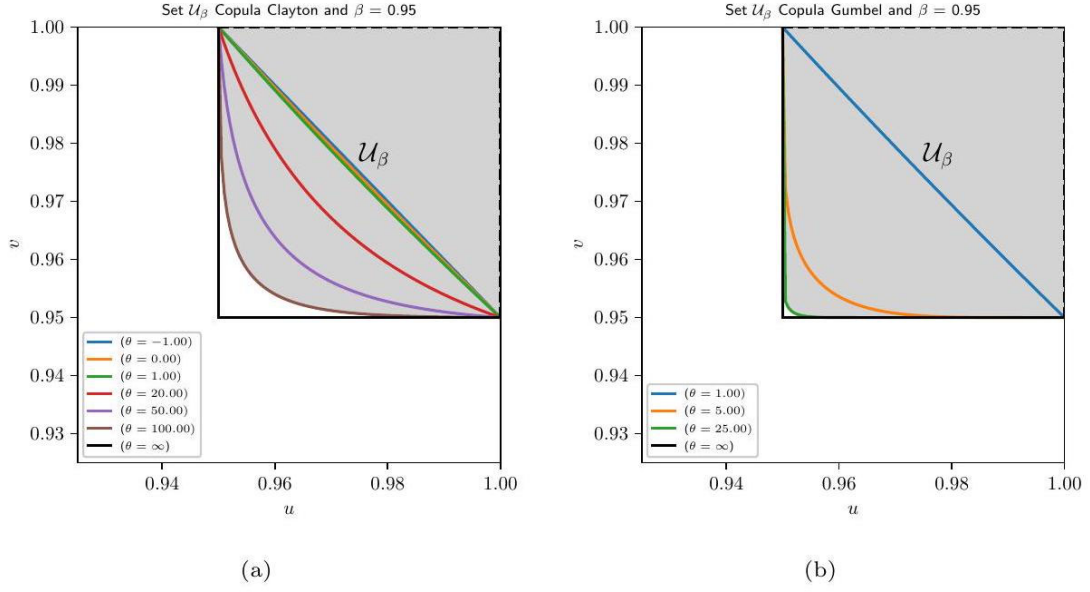 Set 𝒰β Copula Clayton and β = 0.95
1.00
0.99
0.98
0.97
0.96
0.95
0.94
0.93
v
𝒰β
(θ = −1.00)
(θ = 0.00)
(θ = 1.00)
(θ = 20.00)
(θ = 50.00)
(θ = 100.00)
(θ = ∞)
0.94 0.96 0.98 1.00
u
(a)
Set 𝒰β Copula Gumbel and β = 0.95
1.00
0.99
0.98
0.97
0.96
0.95
0.94
0.93
v
𝒰β
(θ = 1.00)
(θ = 5.00)
(θ = 25.00)
(θ = ∞)
0.94 0.96 0.98 1.00
u
(b)